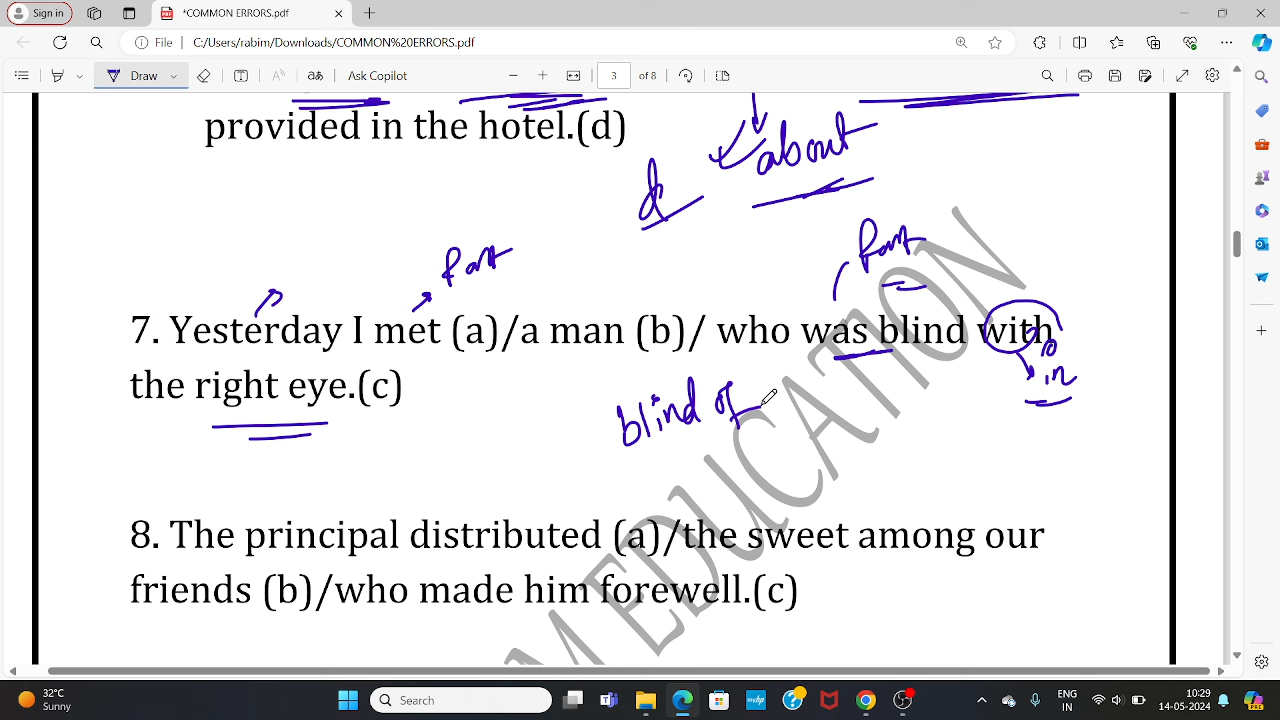 Sign in
*COMMON ERRORS.pdf
File C:/Users/rabim/Downloads/COMMON%20ERRORS.pdf
Draw Ask Copilot 3 of 8
provided in the hotel.(d)
about
d
Past
Past
7. Yesterday I met (a)/a man (b)/ who was blind with
in
the right eye.(c)
blind of
8. The principal distributed (a)/the sweet among our
friends (b)/who made him forewell.(c)
M EDUCATION
32°C
Sunny
Search
myhp
ENG
IN
10:29
14-05-2024